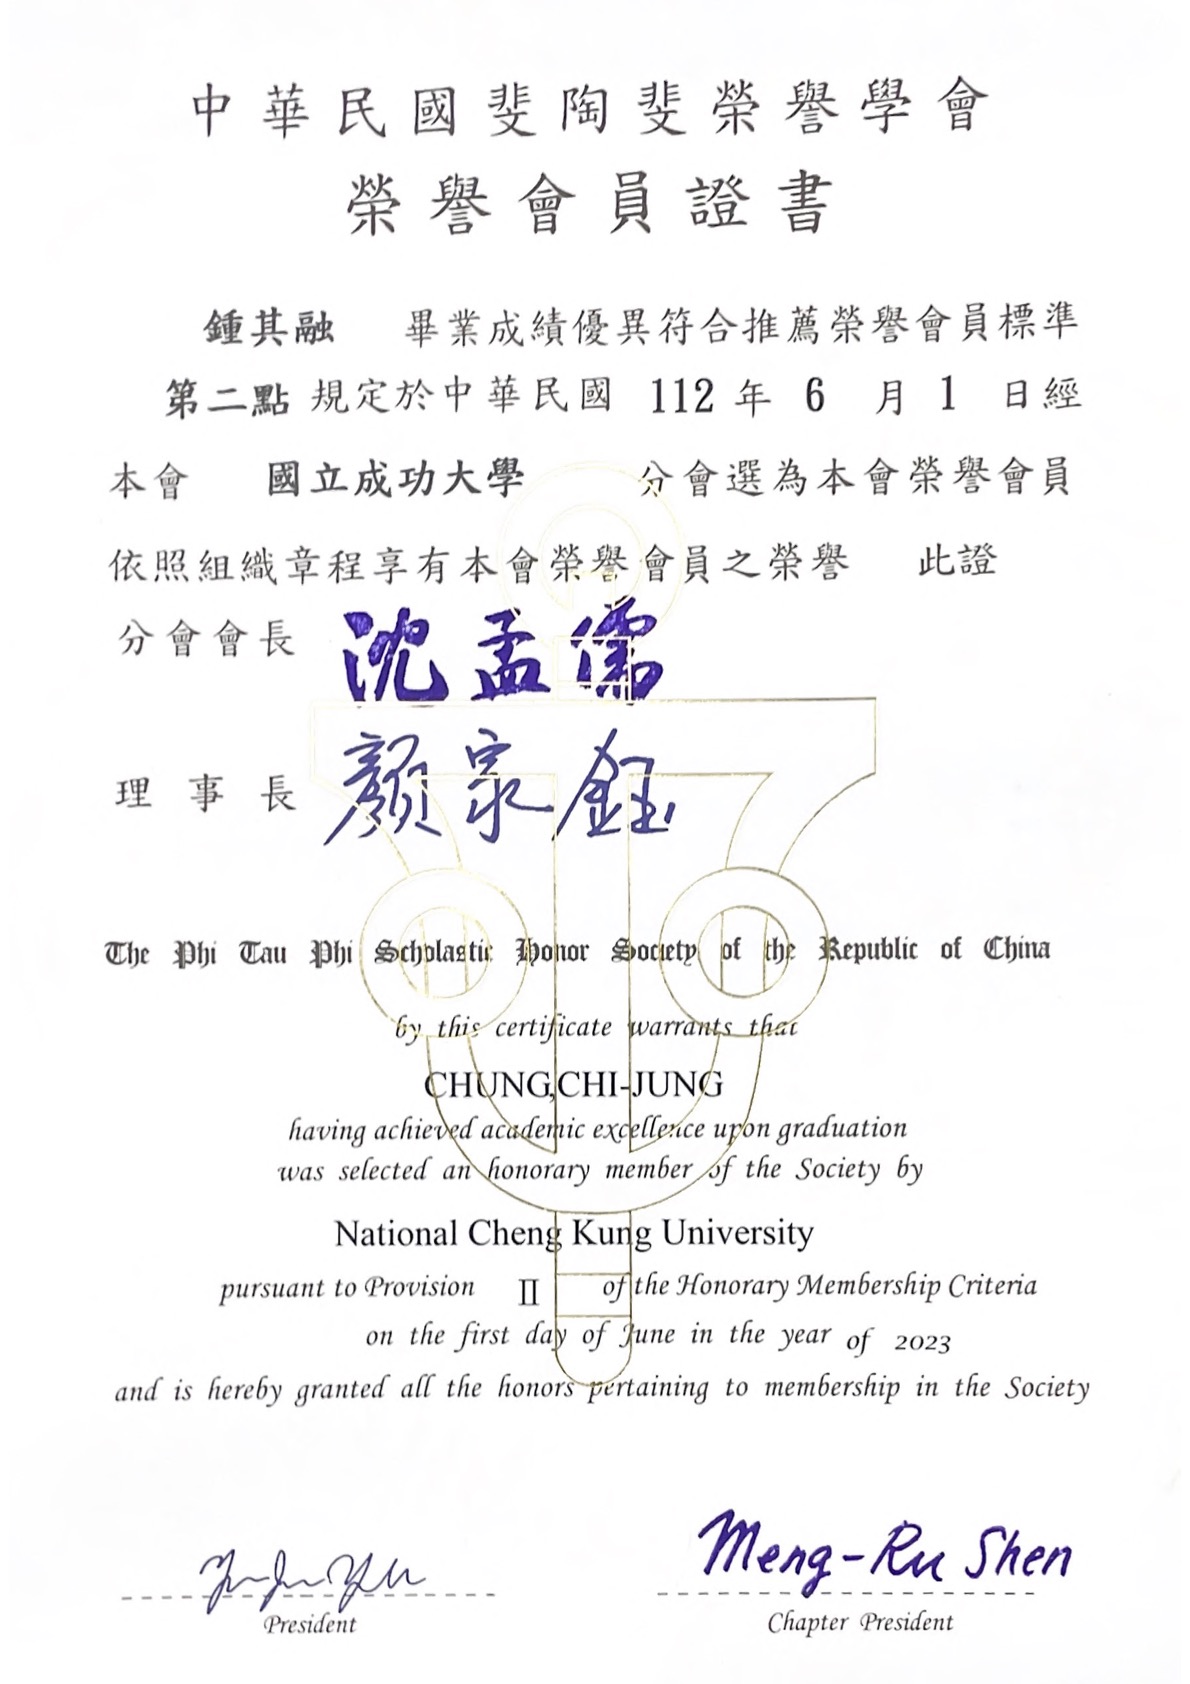 中華民國斐陶斐榮譽學會
榮譽會員證書
鍾其融 畢業成績優異符合推薦榮譽會員標準
第二點 規定於中華民國 112 年 6 月 1 日經
本會 國立成功大學 分會選為本會榮譽會員
依照組織章程享有本會榮譽會員之榮譽 此證
分會會長 沈孟儒
理事長 顏家鈺
The Phi Tau Phi Scholastic Honor Society of the Republic of China
by this certificate warrants that
CHUNG,CHI-JUNG
having achieved academic excellence upon graduation
was selected an honorary member of the Society by
National Cheng Kung University
pursuant to Provision II of the Honorary Membership Criteria
on the first day of June in the year of 2023
and is hereby granted all the honors pertaining to membership in the Society
Meng-Ru Shen
President Chapter President